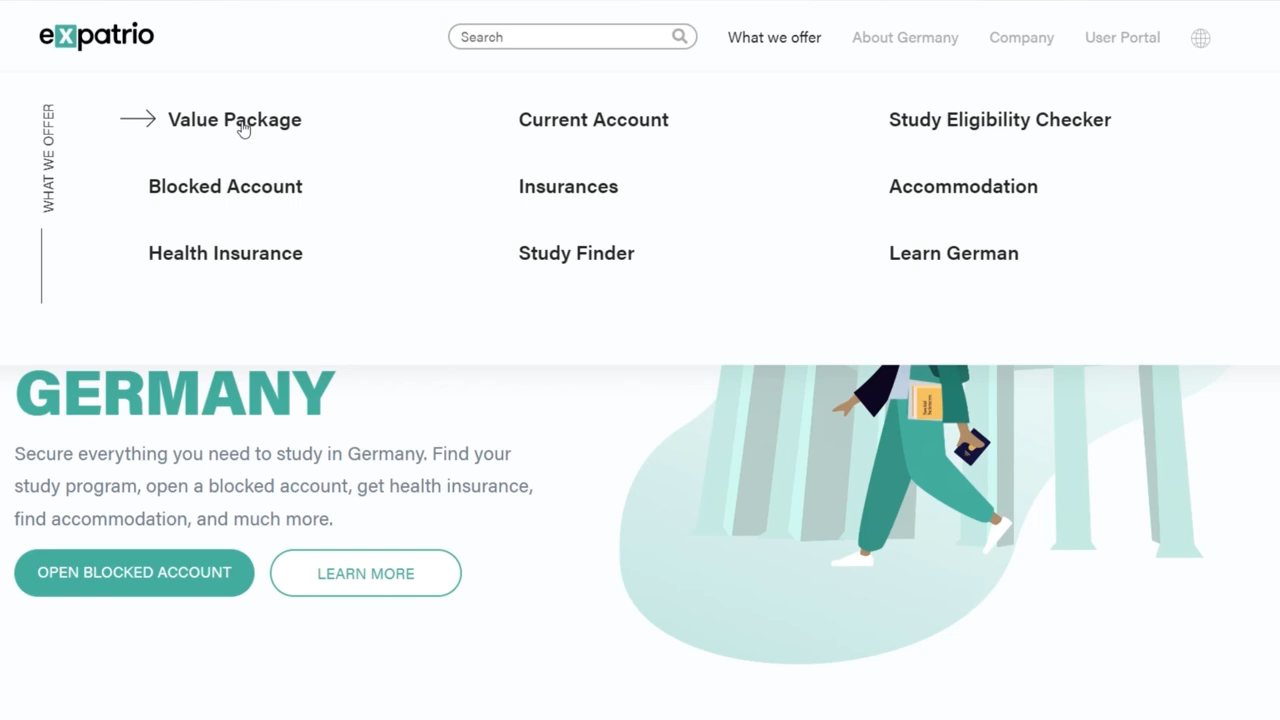 expatrio
Search
What we offer
About Germany
Company
User Portal
WHAT WE OFFER
Value Package
Current Account
Study Eligibility Checker
Blocked Account
Insurances
Accommodation
Health Insurance
Study Finder
Learn German
GERMANY
Secure everything you need to study in Germany. Find your
study program, open a blocked account, get health insurance,
find accommodation, and much more.
OPEN BLOCKED ACCOUNT
LEARN MORE
Social
Sciences